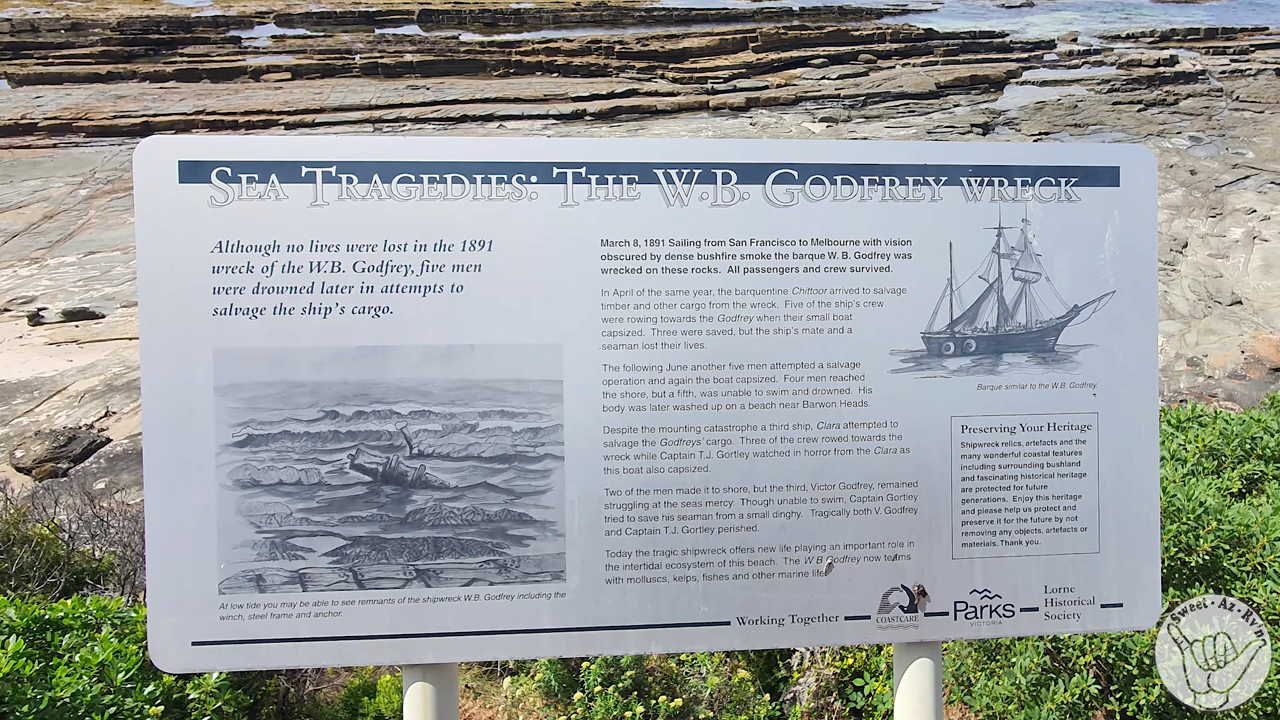 SEA TRAGEDIES: THE W.B. GODFREY WRECK
Although no lives were lost in the 1891
wreck of the W.B. Godfrey, five men
were drowned later in attempts to
salvage the ship's cargo.
At low tide you may be able to see remnants of the shipwreck W.B. Godfrey including the
winch, steel frame and anchor.
March 8, 1891 Sailing from San Francisco to Melbourne with vision
obscured by dense bushfire smoke the barque W. B. Godfrey was
wrecked on these rocks. All passengers and crew survived.
In April of the same year, the barquentine Chittoor arrived to salvage
timber and other cargo from the wreck. Five of the ship's crew
were rowing towards the Godfrey when their small boat
capsized. Three were saved, but the ship's mate and a
seaman lost their lives.
The following June another five men attempted a salvage
operation and again the boat capsized. Four men reached
the shore, but a fifth, was unable to swim and drowned. His
body was later washed up on a beach near Barwon Heads.
Despite the mounting catastrophe a third ship, Clara attempted to
salvage the Godfreys' cargo. Three of the crew rowed towards the
wreck while Captain T.J. Gortley watched in horror from the Clara as
this boat also capsized.
Two of the men made it to shore, but the third, Victor Godfrey, remained
struggling at the seas mercy. Though unable to swim, Captain Gortley
tried to save his seaman from a small dinghy. Tragically both V. Godfrey
and Captain T.J. Gortley perished.
Today the tragic shipwreck offers new life playing an important role in
the intertidal ecosystem of this beach. The W B Godfrey now teams
with molluscs, kelps, fishes and other marine life.
Barque similar to the W.B. Godfrey.
Preserving Your Heritage
Shipwreck relics, artefacts and the
many wonderful coastal features
including surrounding bushland
and fascinating historical heritage
are protected for future
generations. Enjoy this heritage
and please help us protect and
preserve it for the future by not
removing any objects, artefacts or
materials. Thank you.
Working Together
COASTCARE
Parks
VICTORIA
Lorne
Historical
Society
Sweet • Az • Rv'n